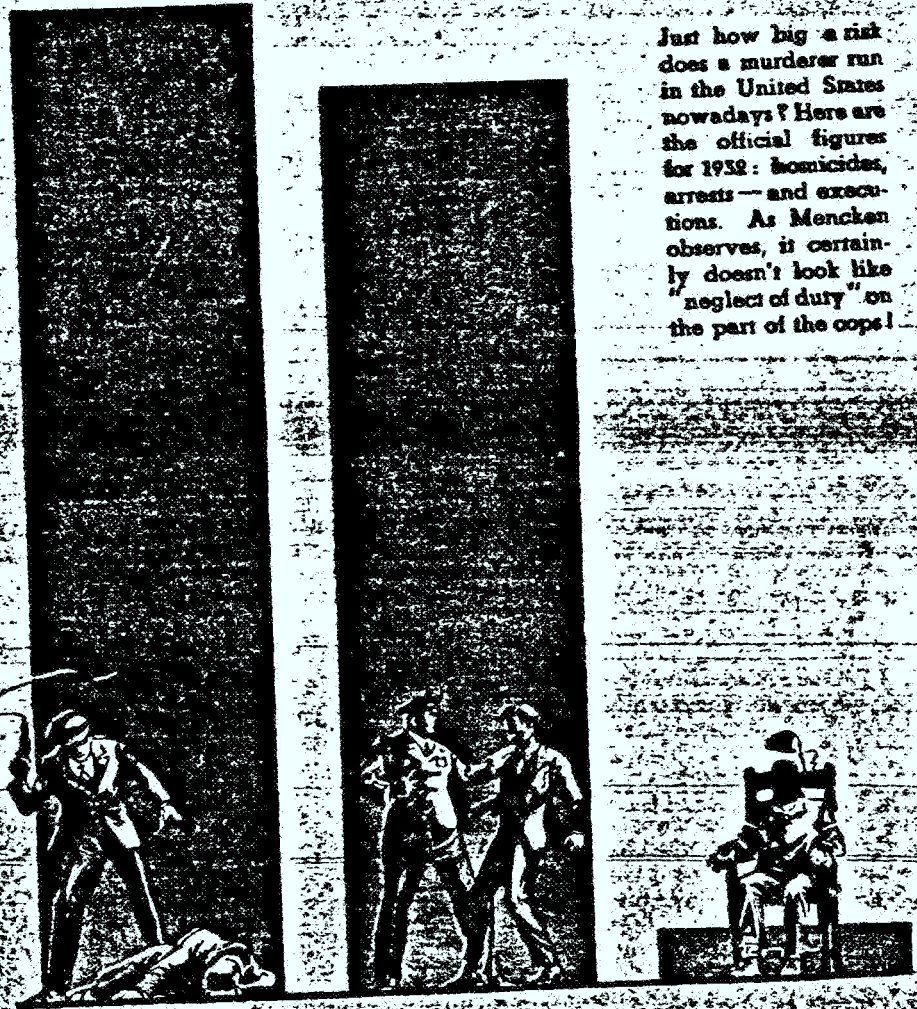 Just how big a risk
does a murderer run
in the United States
nowadays? Here are
the official figures
for 1932: homicides,
arrests — and execu-
tions. As Mencken
observes, it certain-
ly doesn't look like
"neglect of duty" on
the part of the cops!